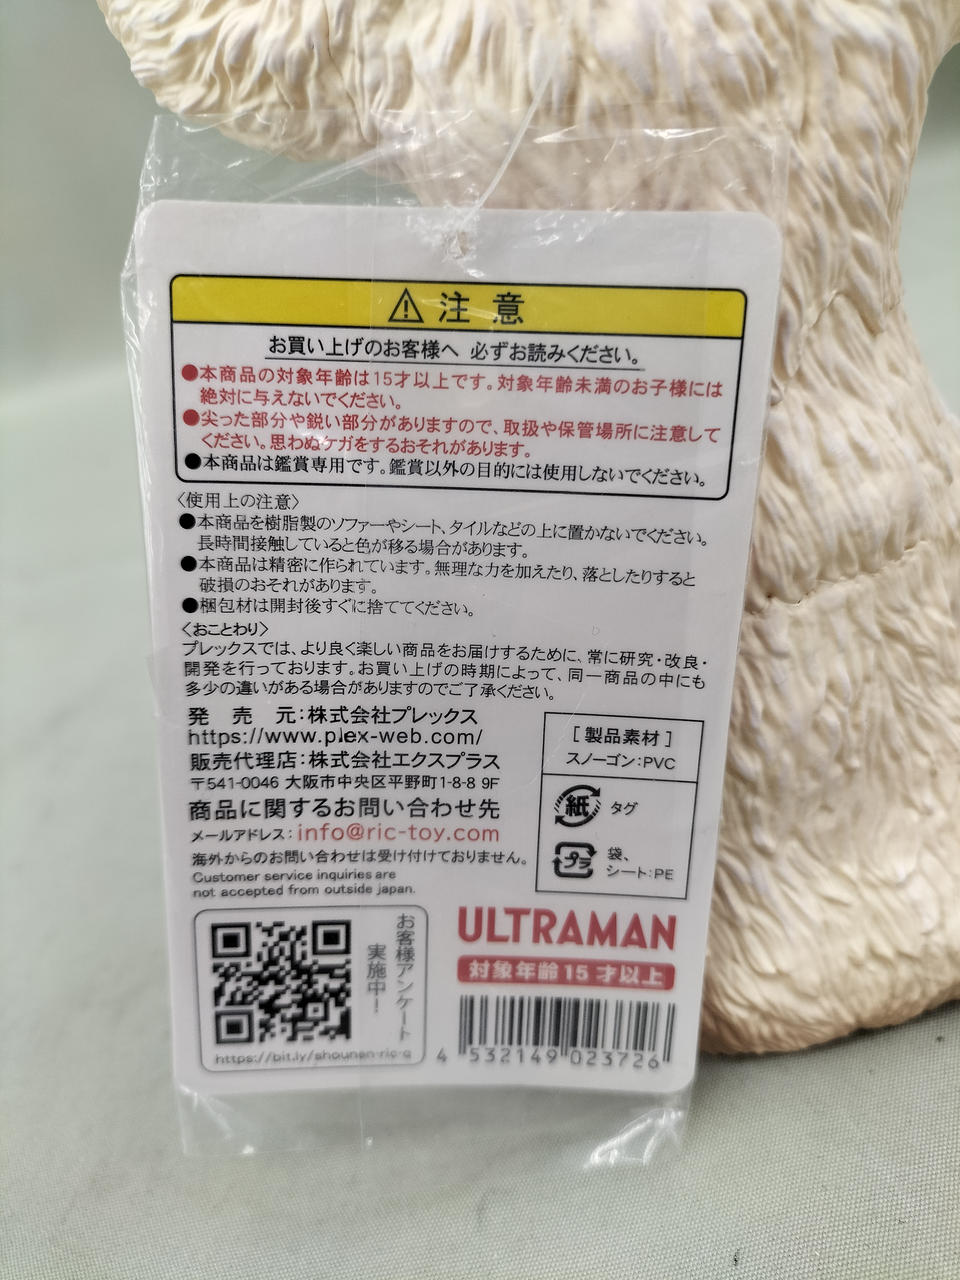 ⚠注意
お買い上げのお客様へ 必ずお読みください。
●本商品の対象年齢は15才以上です。対象年齢未満のお子様には
絶対に与えないでください。
●尖った部分や鋭い部分がありますので、取扱や保管場所に注意して
ください。思わぬケガをするおそれがあります。
●本商品は鑑賞専用です。鑑賞以外の目的には使用しないでください。
〈使用上の注意〉
●本商品を樹脂製のソファーやシート、タイルなどの上に置かないでください。
長時間接触していると色が移る場合があります。
●本商品は精密に作られています。無理な力を加えたり、落としたりすると
破損のおそれがあります。
●梱包材は開封後すぐに捨ててください。
〈おことわり〉
プレックスでは、より良く楽しい商品をお届けするために、常に研究・改良・
開発を行っております。お買い上げの時期によって、同一商品の中にも
多少の違いがある場合がありますのでご了承ください。
発売元:株式会社プレックス
https://www.plex-web.com/
販売代理店:株式会社エクスプラス
〒541-0046 大阪市中央区平野町1-8-8 9F
商品に関するお問い合わせ先
メールアドレス:info@ric-toy.com
海外からのお問い合わせは受け付けておりません。
Customer service inquiries are
not accepted from outside japan.
[製品素材]
スノーゴン:PVC
紙 タグ
プラ 袋、
シート:PE
お客様アンケート
実施中!
https://bit.ly/shounen-ric-q
ULTRAMAN
対象年齢15才以上
4 532149 023726